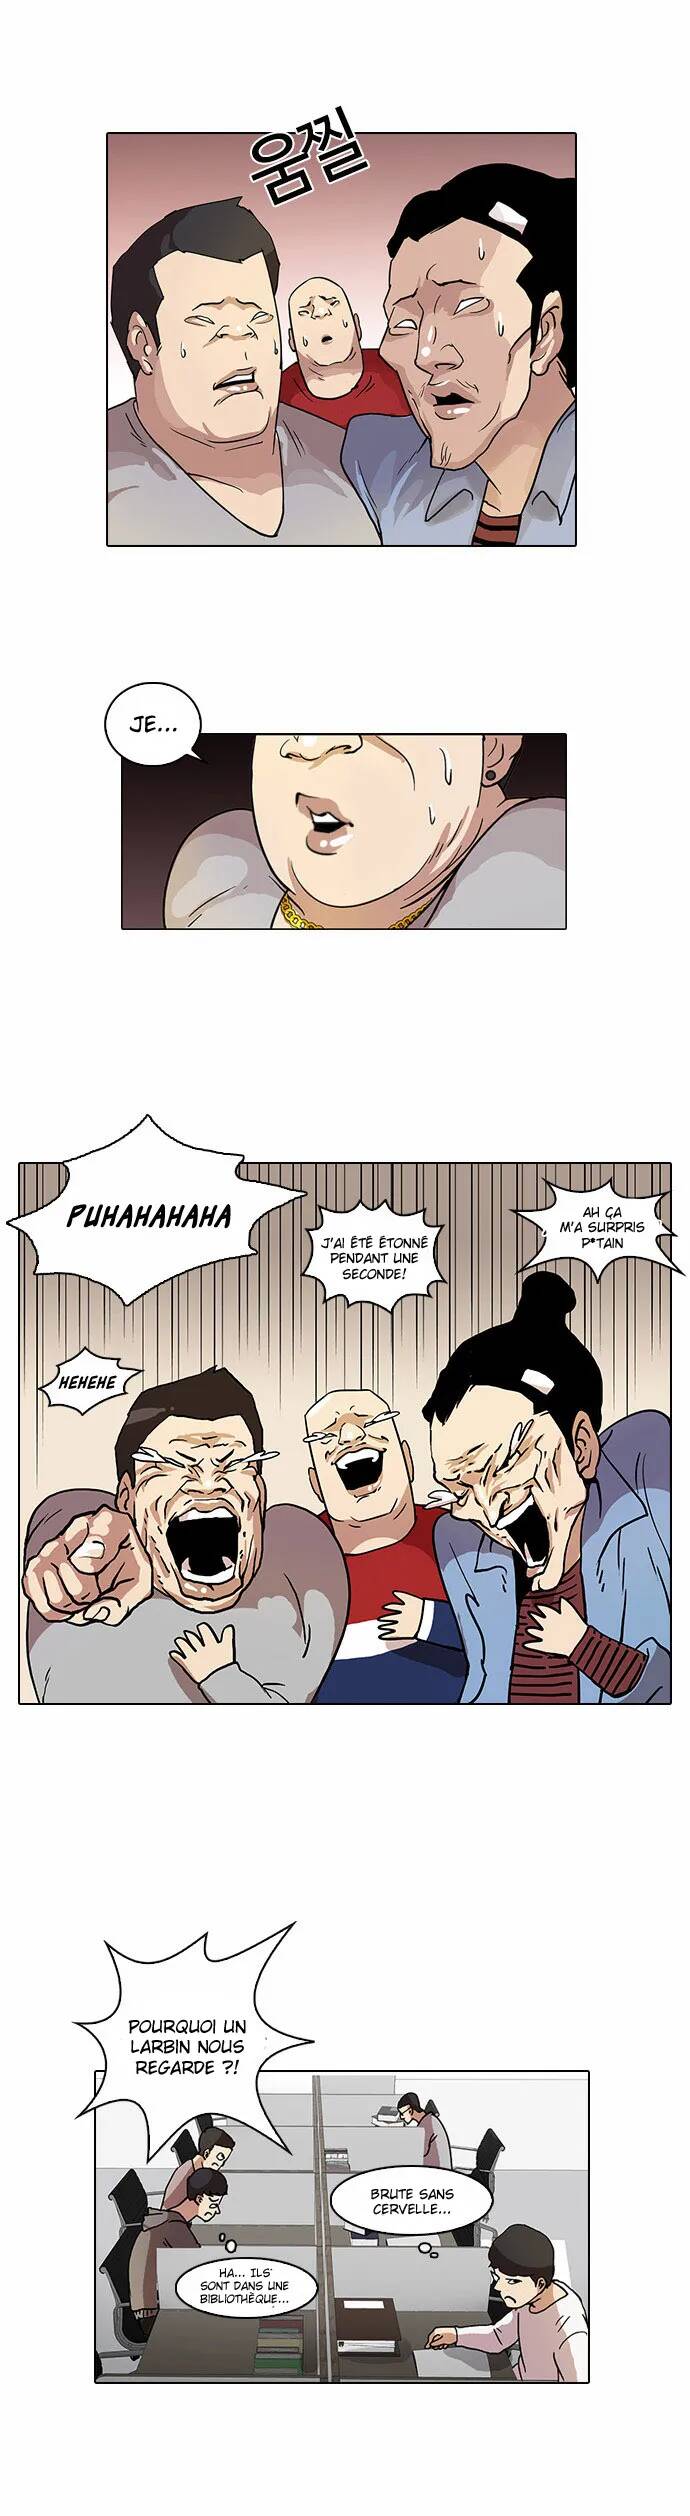 움찔
JE...
PUHAHAHAHA
J'AI ÉTÉ ÉTONNÉ
PENDANT UNE
SECONDE!
AH ÇA
M'A SURPRIS
P*TAIN
HEHEHE
POURQUOI UN
LARBIN NOUS
REGARDE ?!
BRUTE SANS
CERVELLE...
HA... ILS
SONT DANS UNE
BIBLIOTHÈQUE...